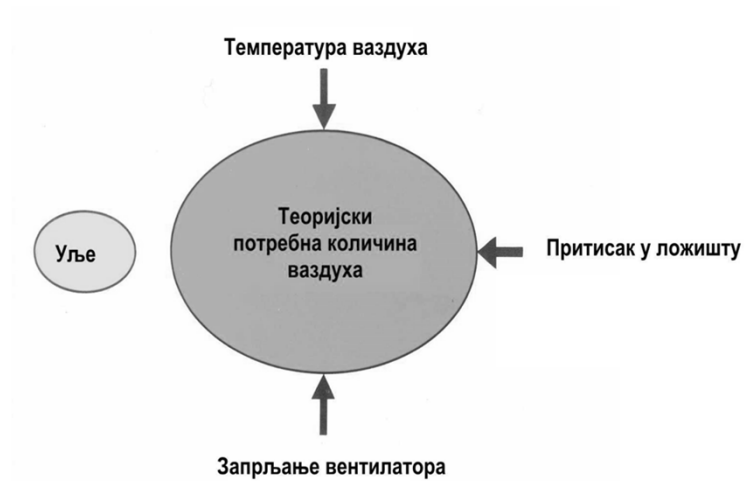 Температура ваздуха
Теоријски
потребна количина
ваздуха
Уље
Притисак у ложишту
Запрљање вентилатора